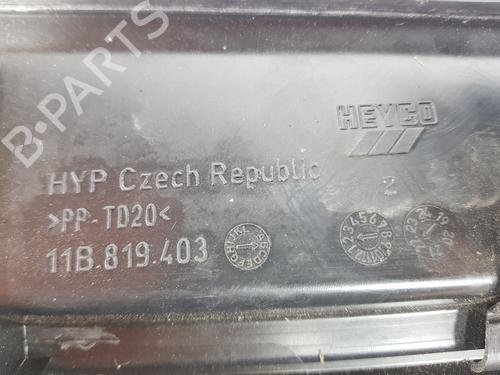 B-PARTS
HEYCO
HYP Czech Republic
2
>PP-TD20<
11B.819.403